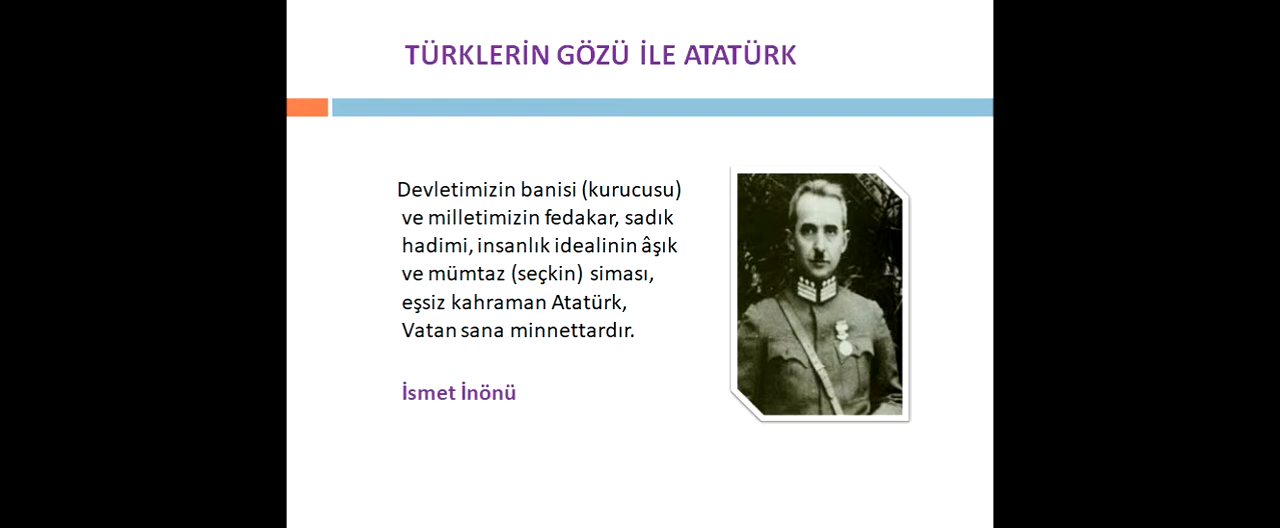 TÜRKLERİN GÖZÜ İLE ATATÜRK
Devletimizin banisi (kurucusu)
ve milletimizin fedakar, sadık
hadimi, insanlık idealinin âşık
ve mümtaz (seçkin) siması,
eşsiz kahraman Atatürk,
Vatan sana minnettardır.
İsmet İnönü